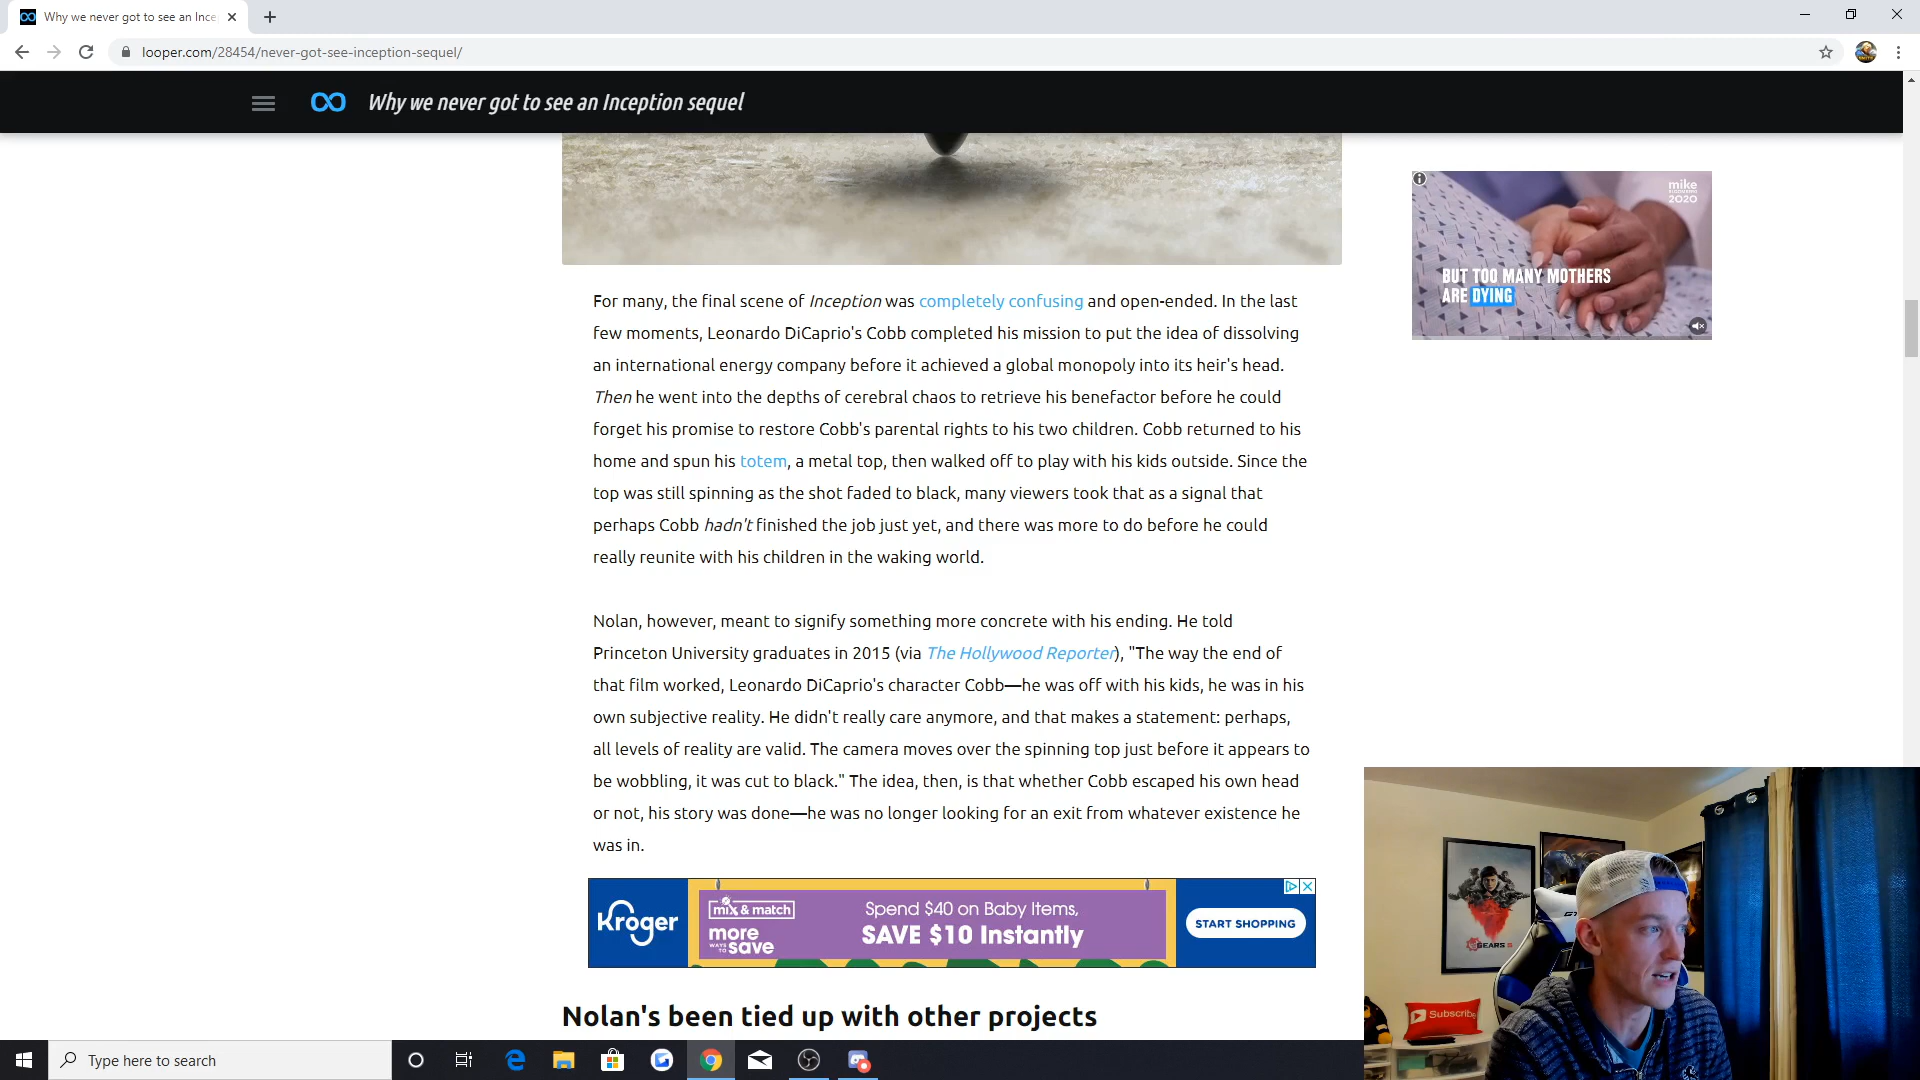 Why we never got to see an Ince
looper.com/28454/never-got-see-inception-sequel/
Why we never got to see an Inception sequel
mike
2020
BUT TOO MANY MOTHERS
ARE DYING
For many, the final scene of Inception was completely confusing and open-ended. In the last
few moments, Leonardo DiCaprio's Cobb completed his mission to put the idea of dissolving
an international energy company before it achieved a global monopoly into its heir's head.
Then he went into the depths of cerebral chaos to retrieve his benefactor before he could
forget his promise to restore Cobb's parental rights to his two children. Cobb returned to his
home and spun his totem, a metal top, then walked off to play with his kids outside. Since the
top was still spinning as the shot faded to black, many viewers took that as a signal that
perhaps Cobb hadn't finished the job just yet, and there was more to do before he could
really reunite with his children in the waking world.
Nolan, however, meant to signify something more concrete with his ending. He told
Princeton University graduates in 2015 (via The Hollywood Reporter), "The way the end of
that film worked, Leonardo DiCaprio's character Cobb—he was off with his kids, he was in his
own subjective reality. He didn't really care anymore, and that makes a statement: perhaps,
all levels of reality are valid. The camera moves over the spinning top just before it appears to
be wobbling, it was cut to black." The idea, then, is that whether Cobb escaped his own head
or not, his story was done—he was no longer looking for an exit from whatever existence he
was in.
Kroger
mix & match
more
WAYS TO
save
Spend $40 on Baby Items,
SAVE $10 Instantly
START SHOPPING
Nolan's been tied up with other projects
GEARS 5
Subscribe
Type here to search